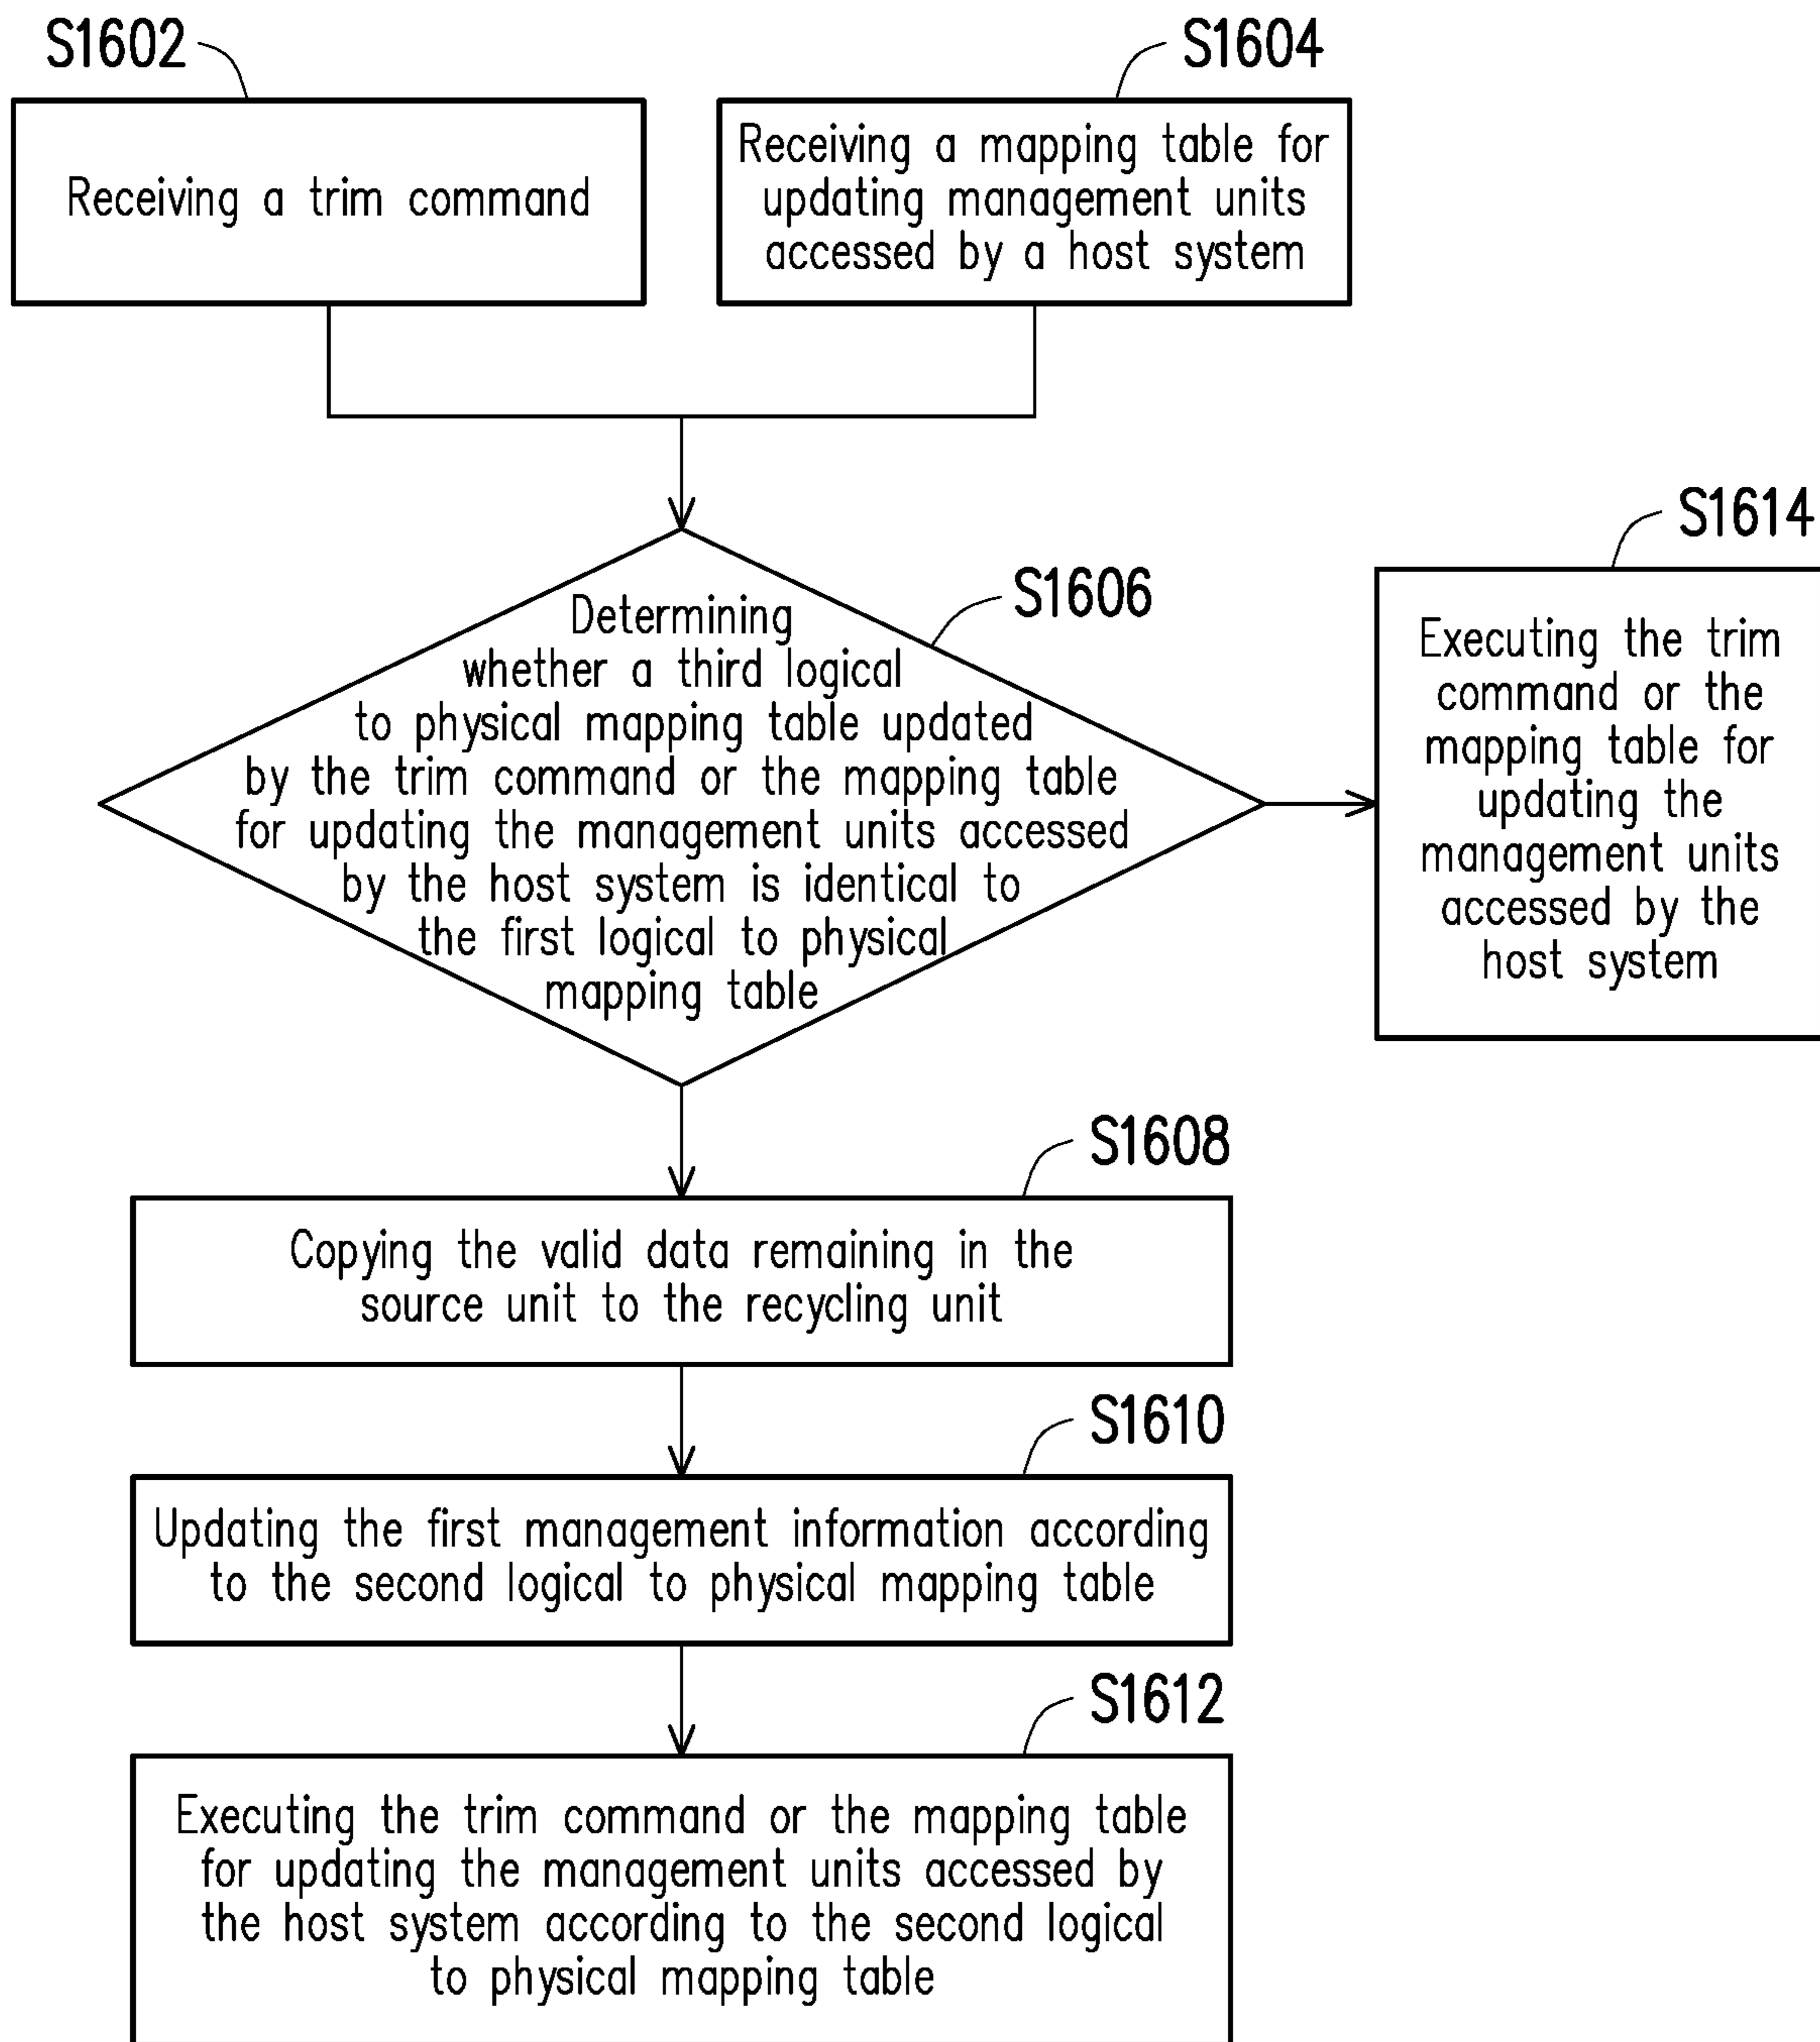 S1602
Receiving a trim command
S1604
Receiving a mapping table for
updating management units
accessed by a host system
S1606
Determining
whether a third logical
to physical mapping table updated
by the trim command or the mapping table
for updating the management units accessed
by the host system is identical to
the first logical to physical
mapping table
S1614
Executing the trim
command or the
mapping table for
updating the
management units
accessed by the
host system
S1608
Copying the valid data remaining in the
source unit to the recycling unit
S1610
Updating the first management information according
to the second logical to physical mapping table
S1612
Executing the trim command or the mapping table
for updating the management units accessed by
the host system according to the second logical
to physical mapping table